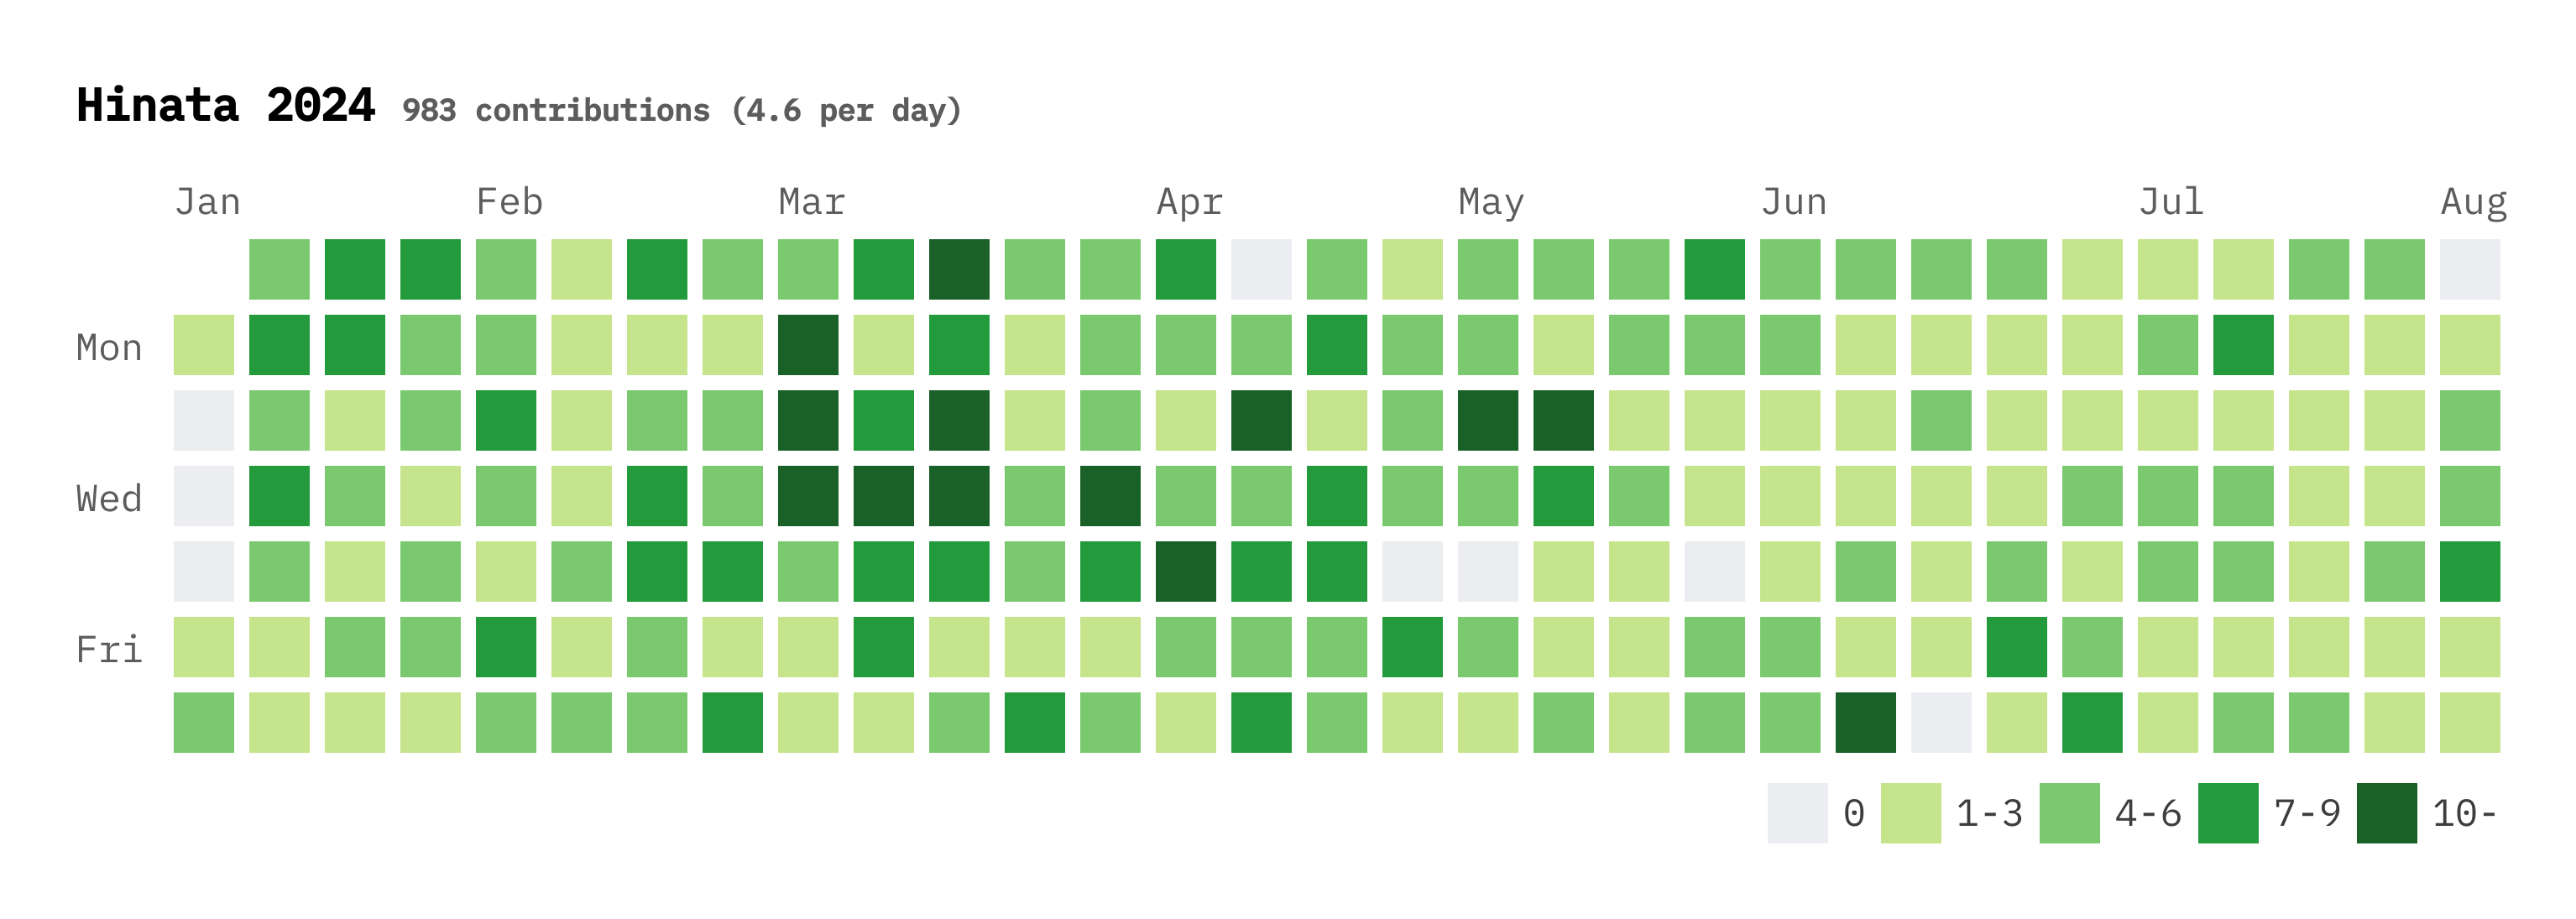 Hinata 2024 983 contributions (4.6 per day)
Jan Feb Mar Apr May Jun Jul Aug
Mon
Wed
Fri
0 1-3 4-6 7-9 10-